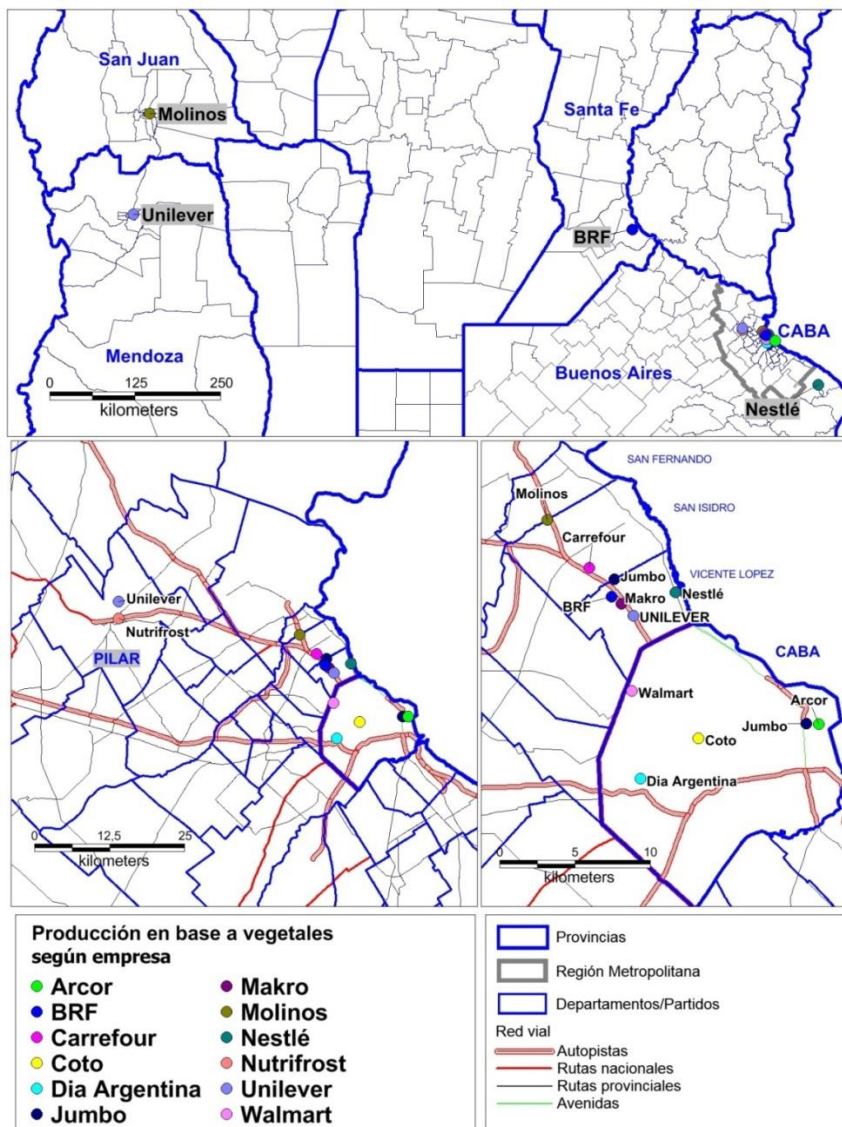 San Juan
Santa Fe
Molinos
Unilever
BRF
CABA
Mendoza
Buenos Aires
0 125 250
kilometers
Nestlé
Unilever
Nutrifrost
PILAR
0 12,5 25
kilometers
SAN FERNANDO
Molinos
SAN ISIDRO
Carrefour
VICENTE LOPEZ
Jumbo
Nestlé
BRF
Makro
UNILEVER
CABA
Walmart
Arcor
Jumbo
Coto
Dia Argentina
0 5 10
kilometers
Producción en base a vegetales
según empresa
Arcor
BRF
Carrefour
Coto
Dia Argentina
Jumbo
Makro
Molinos
Nestlé
Nutrifrost
Unilever
Walmart
Provincias
Región Metropolitana
Departamentos/Partidos
Red vial
Autopistas
Rutas nacionales
Rutas provinciales
Avenidas